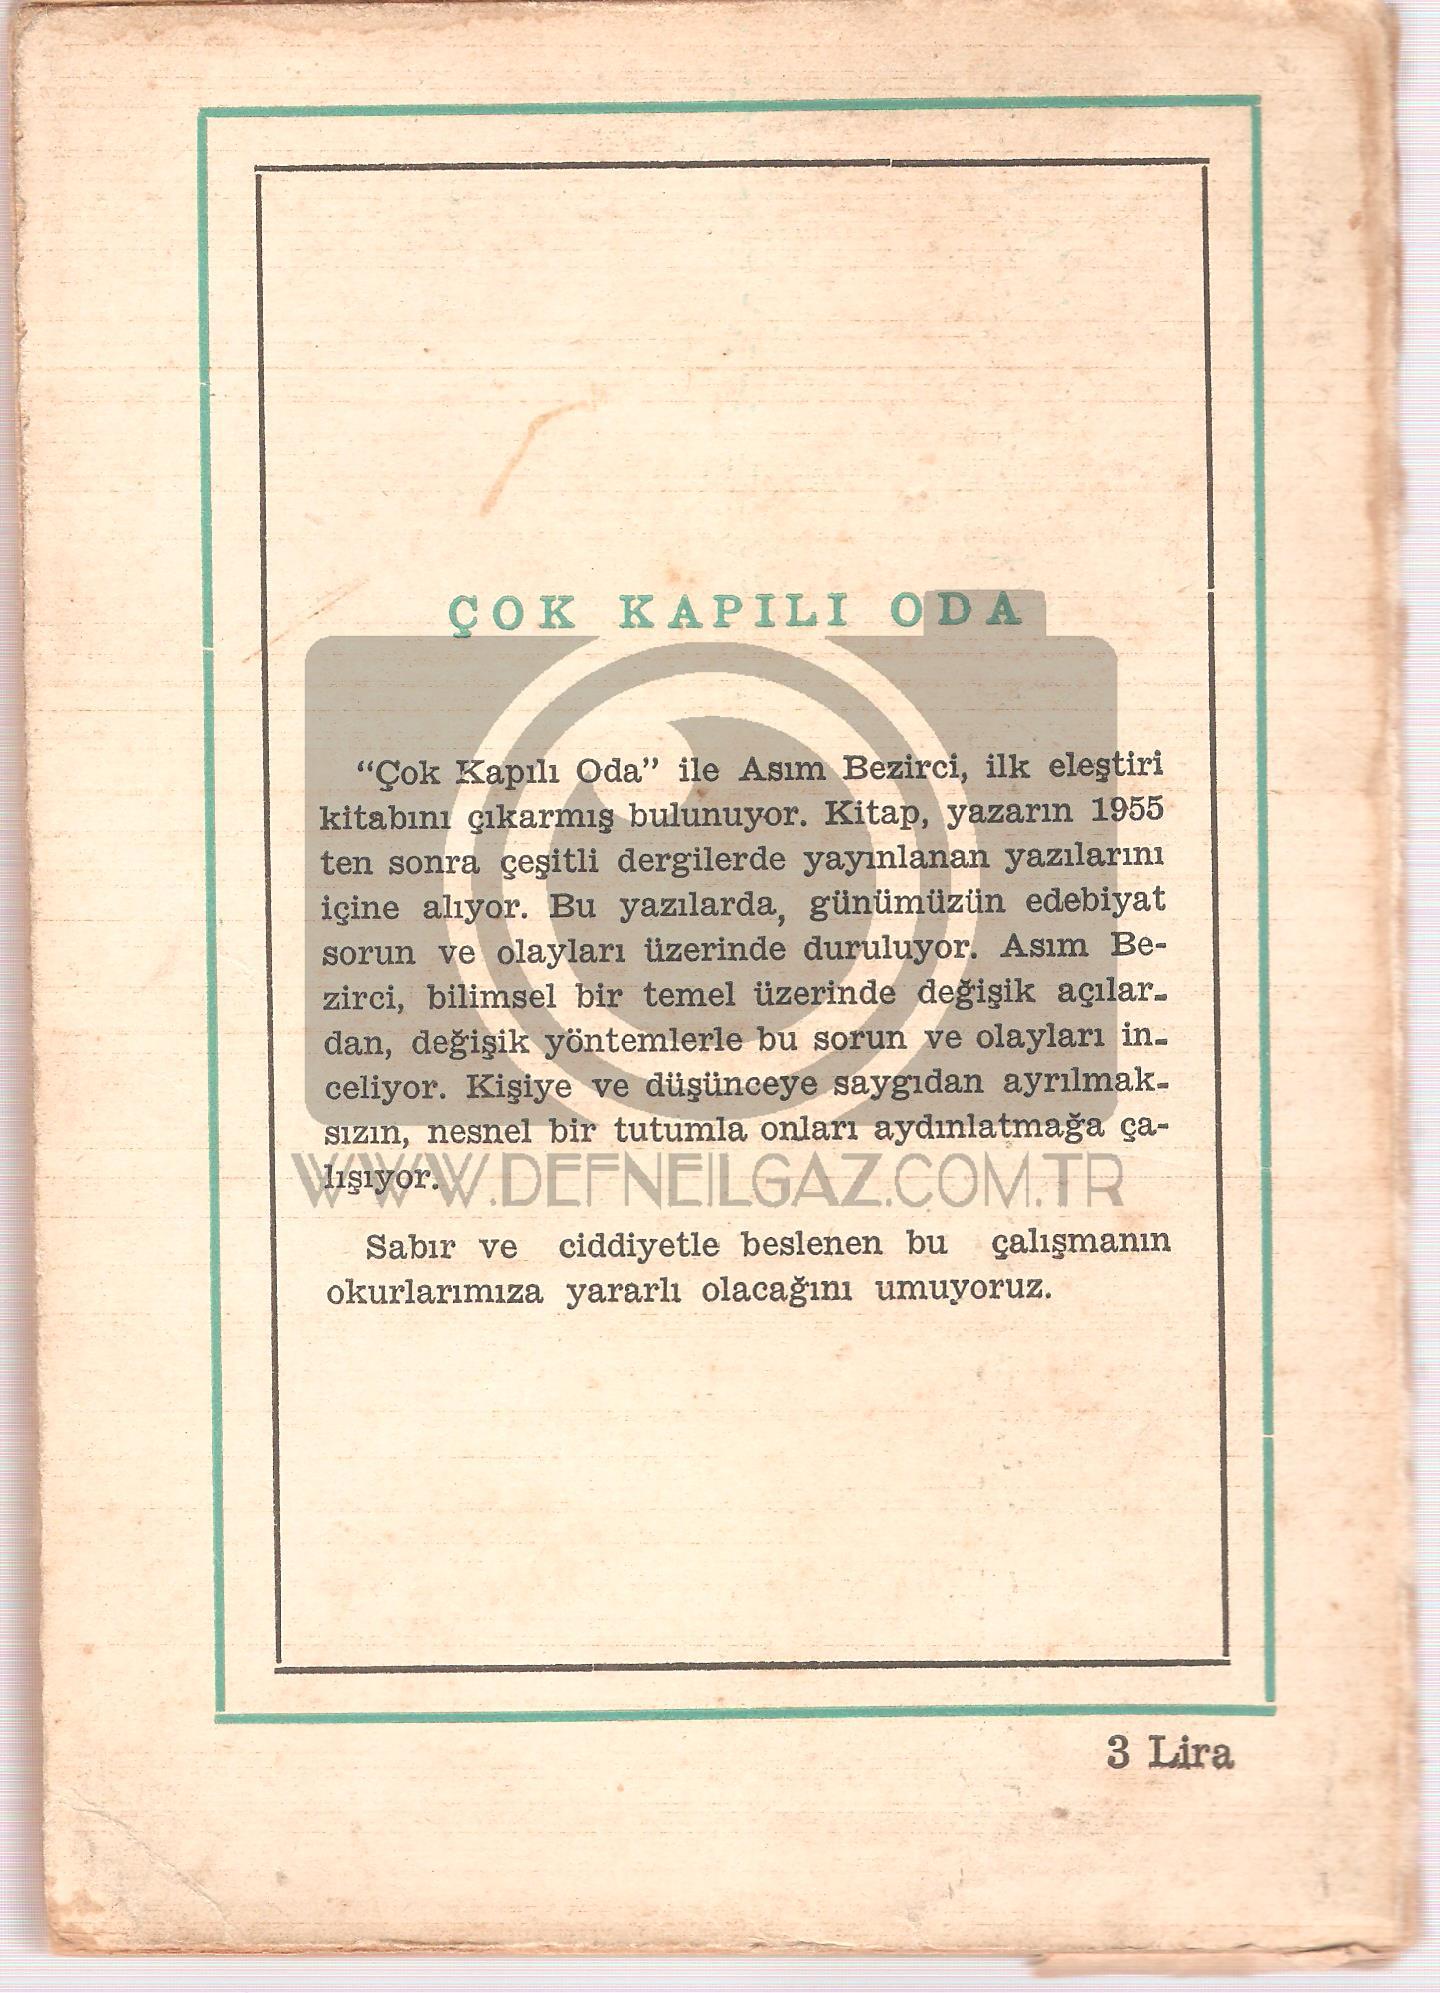 ÇOK KAPILI ODA
“Çok Kapılı Oda” ile Asım Bezirci, ilk eleştiri
kitabını çıkarmış bulunuyor. Kitap, yazarın 1955
ten sonra çeşitli dergilerde yayınlanan yazılarını
içine alıyor. Bu yazılarda, günümüzün edebiyat
sorun ve olayları üzerinde duruluyor. Asım Be-
zirci, bilimsel bir temel üzerinde değişik açılar-
dan, değişik yöntemlerle bu sorun ve olayları in-
celiyor. Kişiye ve düşünceye saygıdan ayrılmak-
sızın, nesnel bir tutumla onları aydınlatmağa ça-
lışıyor.
WWW.DEFNEILGAZ.COM.TR
Sabır ve ciddiyetle beslenen bu çalışmanın
okurlarımıza yararlı olacağını umuyoruz.
3 Lira